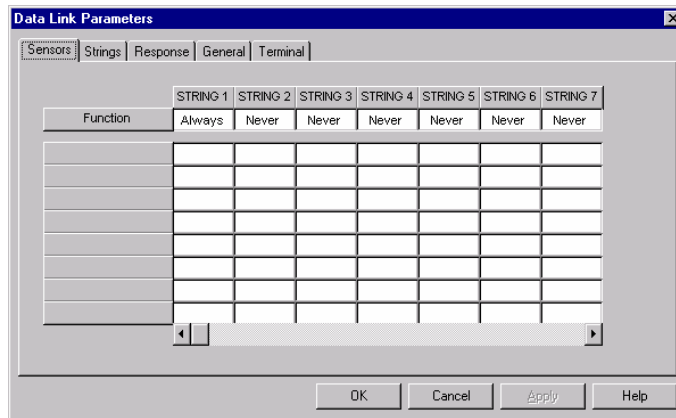 Data Link Parameters
Sensors Strings Response General Terminal
STRING 1 STRING 2 STRING 3 STRING 4 STRING 5 STRING 6 STRING 7
Function Always Never Never Never Never Never Never
OK Cancel Apply Help